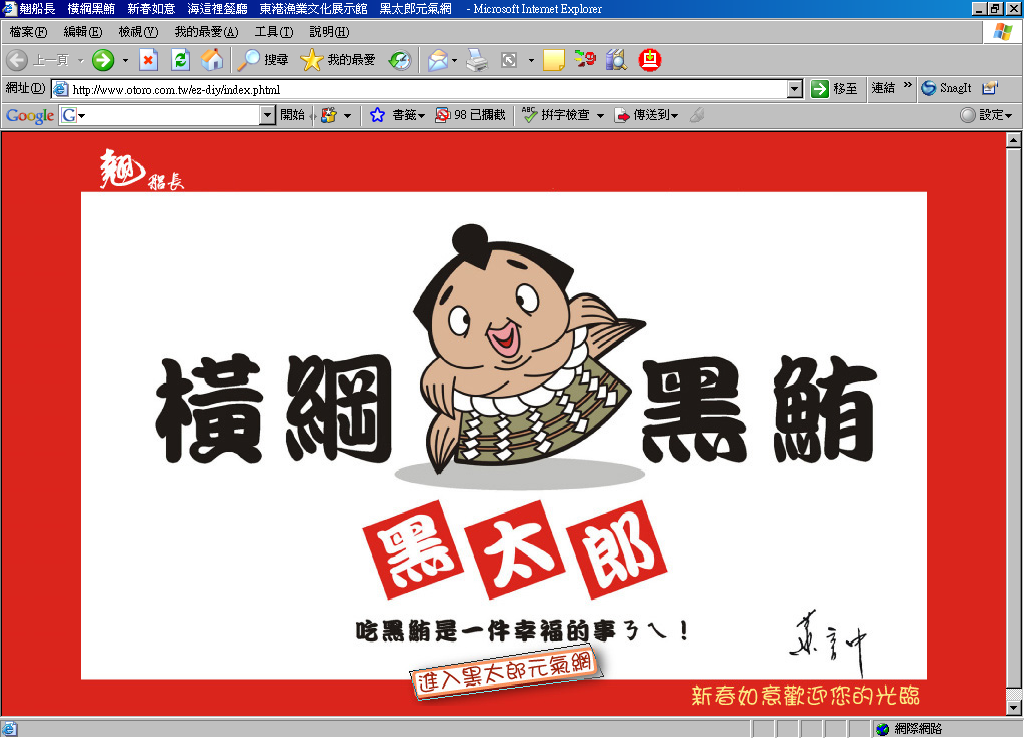 翹船長 橫綱黑鮪 新春如意 海這裡餐廳 東港漁業文化展示館 黑太郎元氣網 - Microsoft Internet Explorer
檔案(F) 編輯(E) 檢視(V) 我的最愛(A) 工具(T) 說明(H)
上一頁 搜尋 我的最愛
網址(D) http://www.otoro.com.tw/ez-diy/index.phtml 移至 連結 » SnagIt
Google G 開始 書籤 98 已攔截 ABC 拼字檢查 傳送到 設定
翹船長
橫綱 黑鮪
黑太郎
吃黑鮪是一件幸福的事ㄋㄟ！
進入黑太郎元氣網
新春如意歡迎您的光臨
網際網路